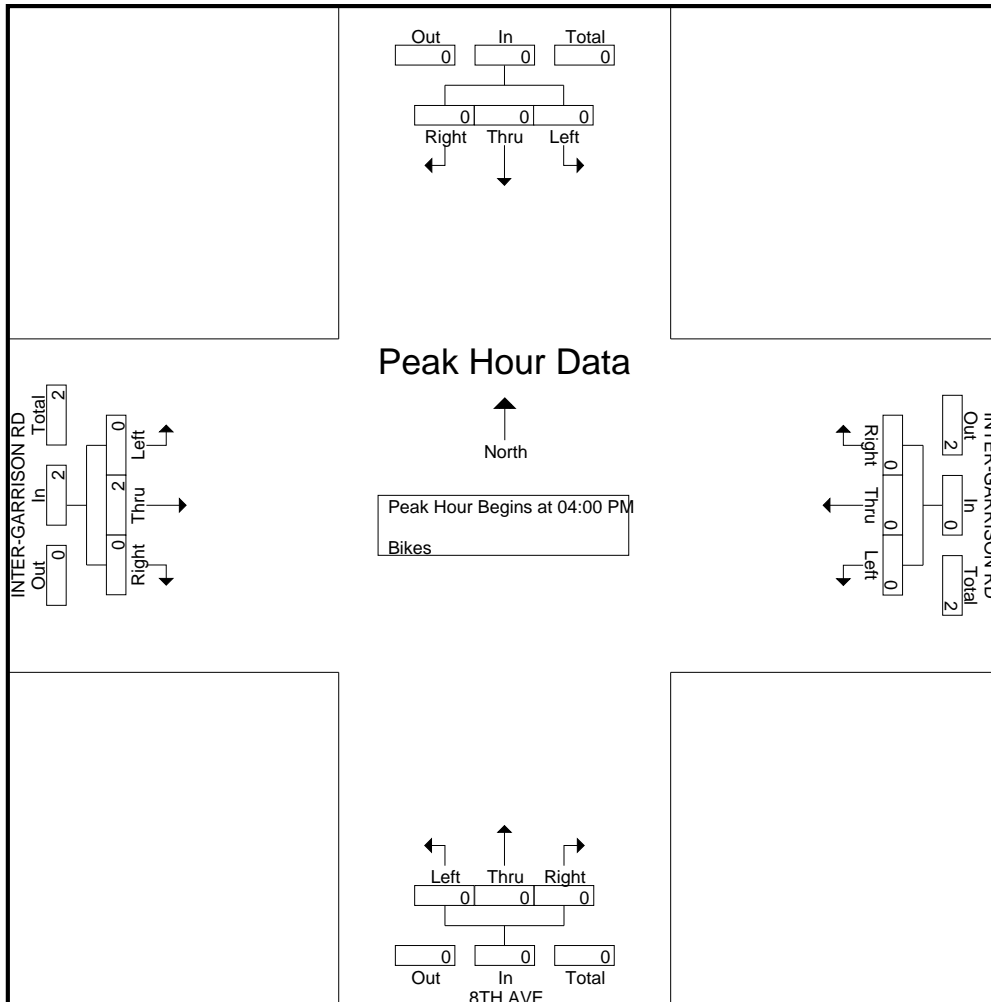 Out In Total
0 0 0
0 0 0
Right Thru Left
Peak Hour Data
North
Peak Hour Begins at 04:00 PM
Bikes
INTER-GARRISON RD
Out In Total
0 2 2
0 2 0
Left Thru Right
INTER-GARRISON RD
Out In Total
2 0 2
0 0 0
Right Thru Left
Left Thru Right
0 0 0
0 0 0
Out In Total
8TH AVE